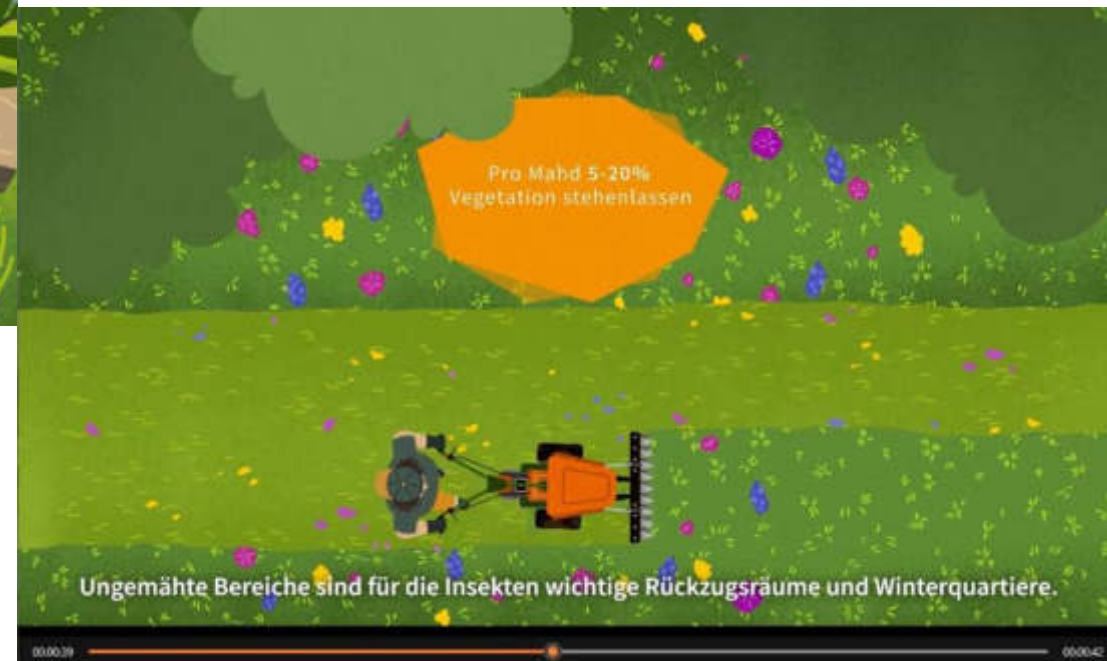 Pro Mahd 5-20%
Vegetation stehenlassen
Ungemähte Bereiche sind für die Insekten wichtige Rückzugsräume und Winterquartiere.
00:00:39
00:00:42